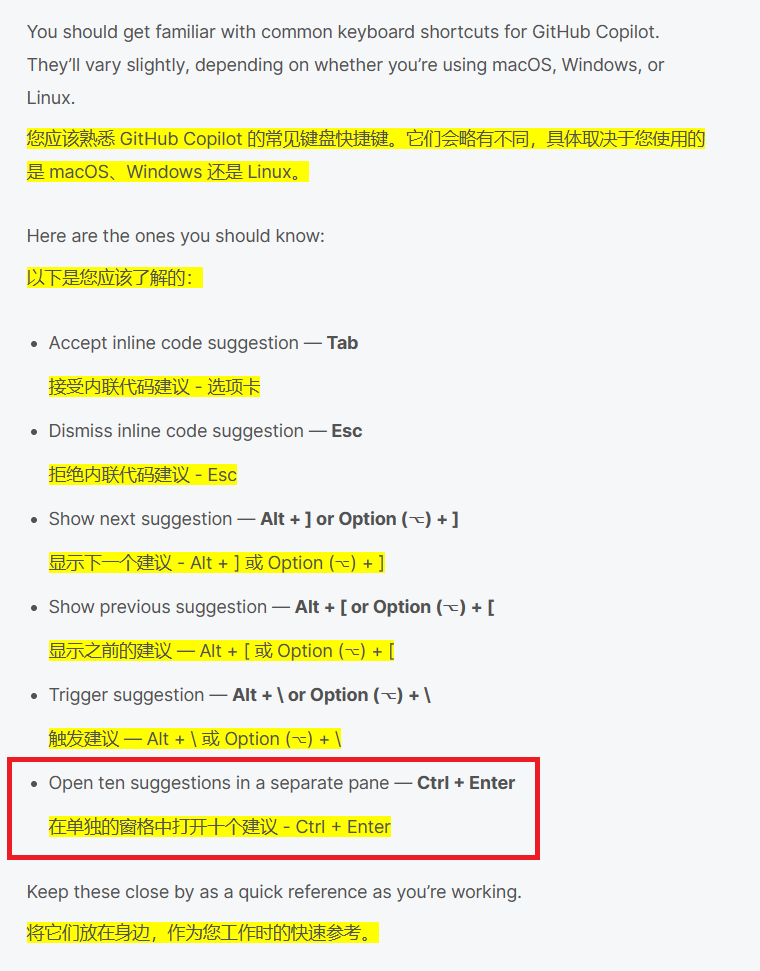 You should get familiar with common keyboard shortcuts for GitHub Copilot.
They’ll vary slightly, depending on whether you’re using macOS, Windows, or
Linux.
您应该熟悉 GitHub Copilot 的常见键盘快捷键。它们会略有不同，具体取决于您使用的
是 macOS、Windows 还是 Linux。
Here are the ones you should know:
以下是您应该了解的：
• Accept inline code suggestion — Tab
接受内联代码建议 - 选项卡
• Dismiss inline code suggestion — Esc
拒绝内联代码建议 - Esc
• Show next suggestion — Alt + ] or Option (⌥) + ]
显示下一个建议 - Alt + ] 或 Option (⌥) + ]
• Show previous suggestion — Alt + [ or Option (⌥) + [
显示之前的建议 — Alt + [ 或 Option (⌥) + [
• Trigger suggestion — Alt + \ or Option (⌥) + \
触发建议 — Alt + \ 或 Option (⌥) + \
• Open ten suggestions in a separate pane — Ctrl + Enter
在单独的窗格中打开十个建议 - Ctrl + Enter
Keep these close by as a quick reference as you’re working.
将它们放在身边，作为您工作时的快速参考。